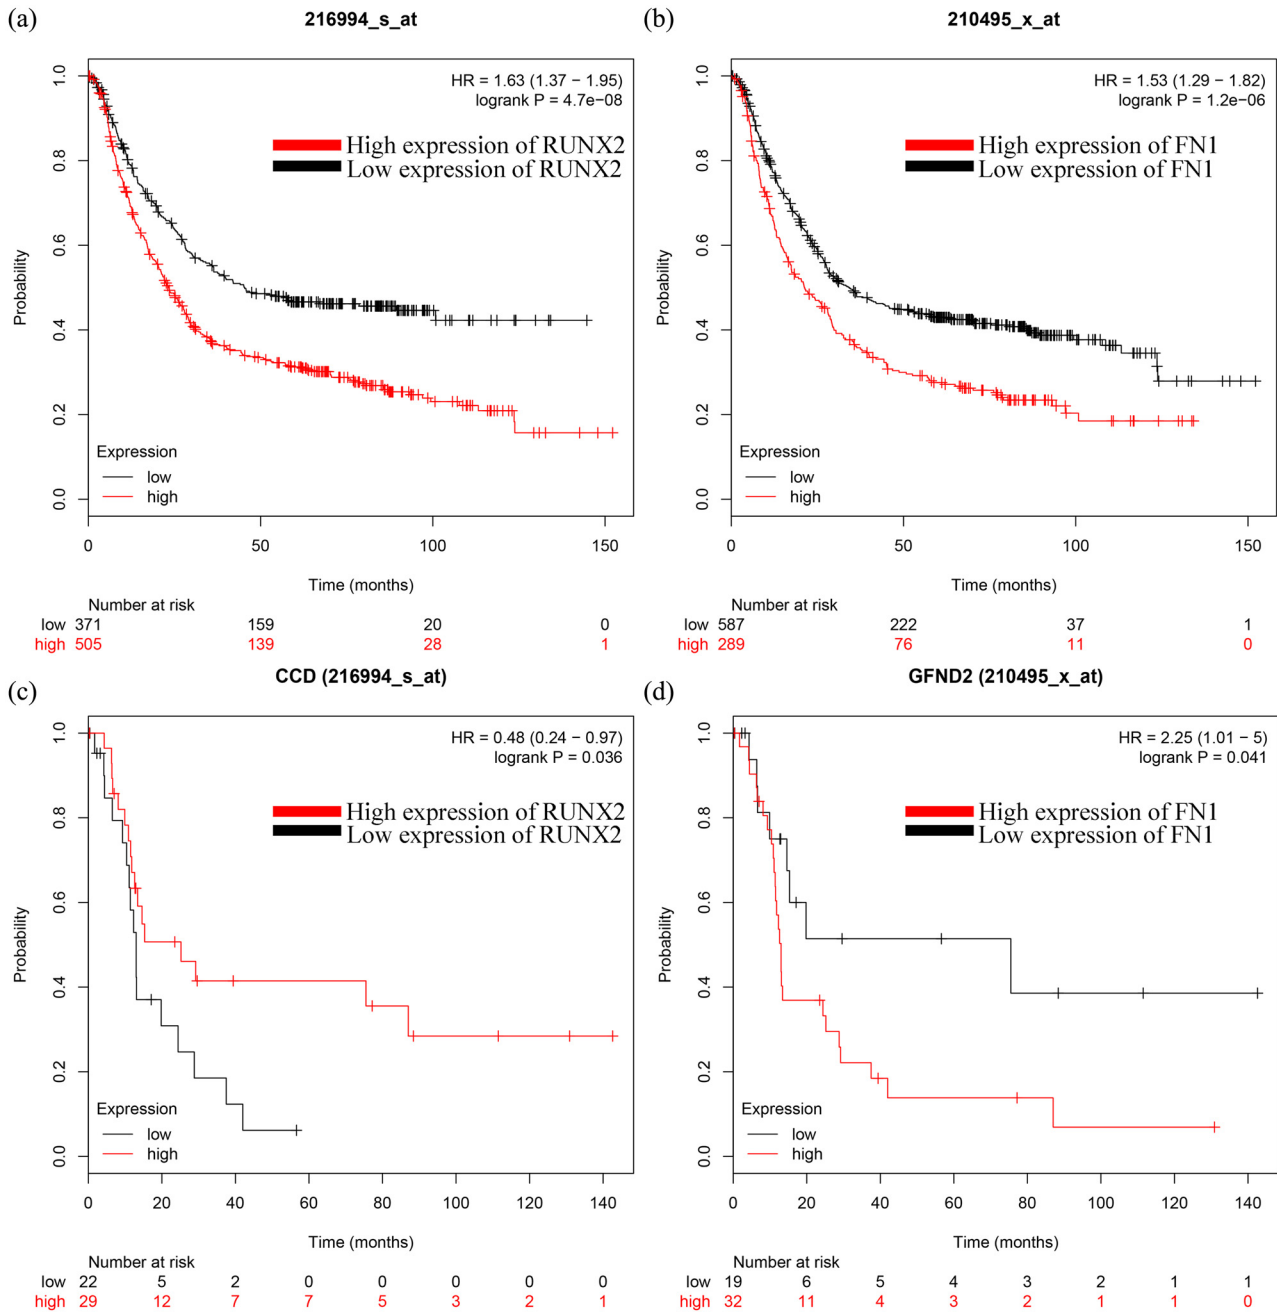 (a)
216994_s_at
HR = 1.63 (1.37 − 1.95)
logrank P = 4.7e−08
High expression of RUNX2
Low expression of RUNX2
Probability
1.0
0.8
0.6
0.4
0.2
0.0
Expression
low
high
0 50 100 150
Time (months)
Number at risk
low 371 159 20 0
high 505 139 28 1
(b)
210495_x_at
HR = 1.53 (1.29 − 1.82)
logrank P = 1.2e−06
High expression of FN1
Low expression of FN1
Probability
1.0
0.8
0.6
0.4
0.2
0.0
Expression
low
high
0 50 100 150
Time (months)
Number at risk
low 587 222 37 1
high 289 76 11 0
(c)
CCD (216994_s_at)
HR = 0.48 (0.24 − 0.97)
logrank P = 0.036
High expression of RUNX2
Low expression of RUNX2
Probability
1.0
0.8
0.6
0.4
0.2
0.0
Expression
low
high
0 20 40 60 80 100 120 140
Time (months)
Number at risk
low 22 5 2 0 0 0 0 0
high 29 12 7 7 5 3 2 1
(d)
GFND2 (210495_x_at)
HR = 2.25 (1.01 − 5)
logrank P = 0.041
High expression of FN1
Low expression of FN1
Probability
1.0
0.8
0.6
0.4
0.2
0.0
Expression
low
high
0 20 40 60 80 100 120 140
Time (months)
Number at risk
low 19 6 5 4 3 2 1 1
high 32 11 4 3 2 1 1 0